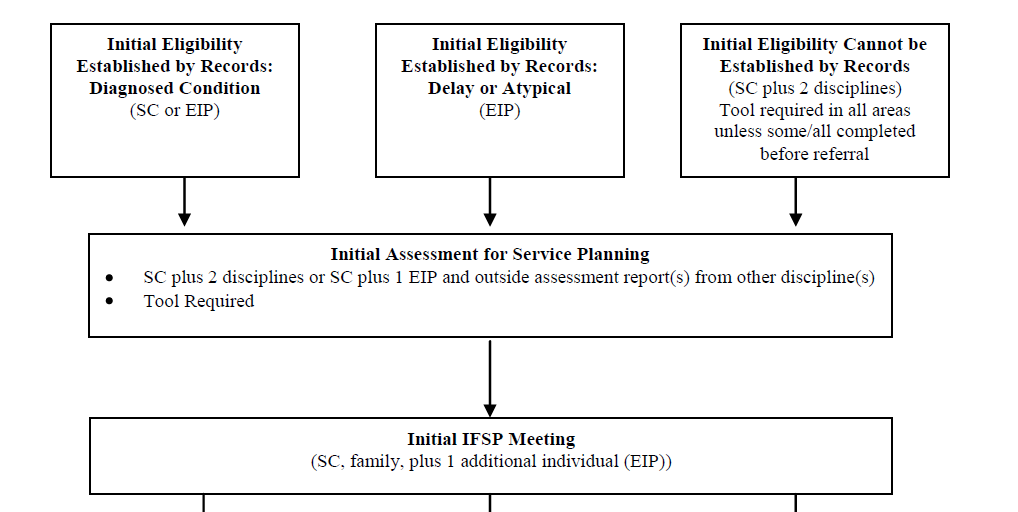 Initial Eligibility
Established by Records:
Diagnosed Condition
(SC or EIP)
Initial Eligibility
Established by Records:
Delay or Atypical
(EIP)
Initial Eligibility Cannot be
Established by Records
(SC plus 2 disciplines)
Tool required in all areas
unless some/all completed
before referral
Initial Assessment for Service Planning
• SC plus 2 disciplines or SC plus 1 EIP and outside assessment report(s) from other discipline(s)
• Tool Required
Initial IFSP Meeting
(SC, family, plus 1 additional individual (EIP))